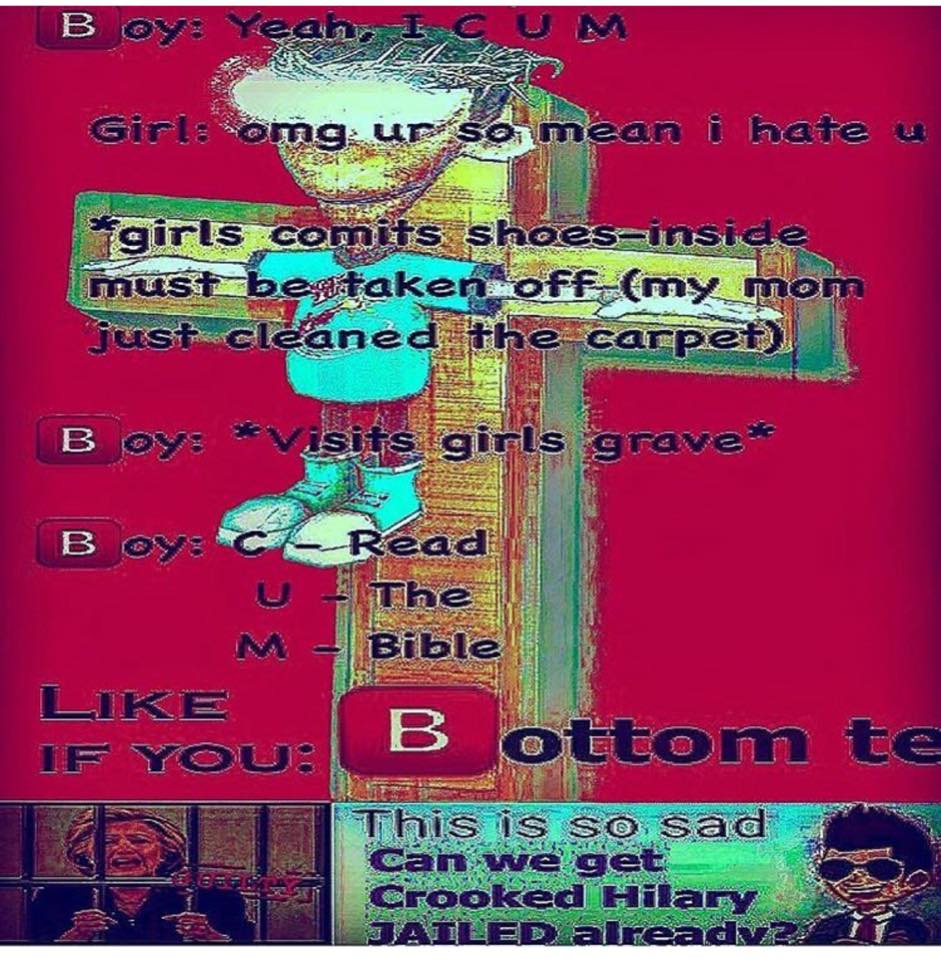 Boy: Yeah, I C U M
Girl: omg ur so mean i hate u
*girls comits shoes-inside
must be taken off (my mom
just cleaned the carpet)
Boy: *Visits girls grave*
Boy: C - Read
U - The
M - Bible
LIKE
IF YOU: Bottom te
This is so sad
Can we get
Crooked Hilary
JAILED already?